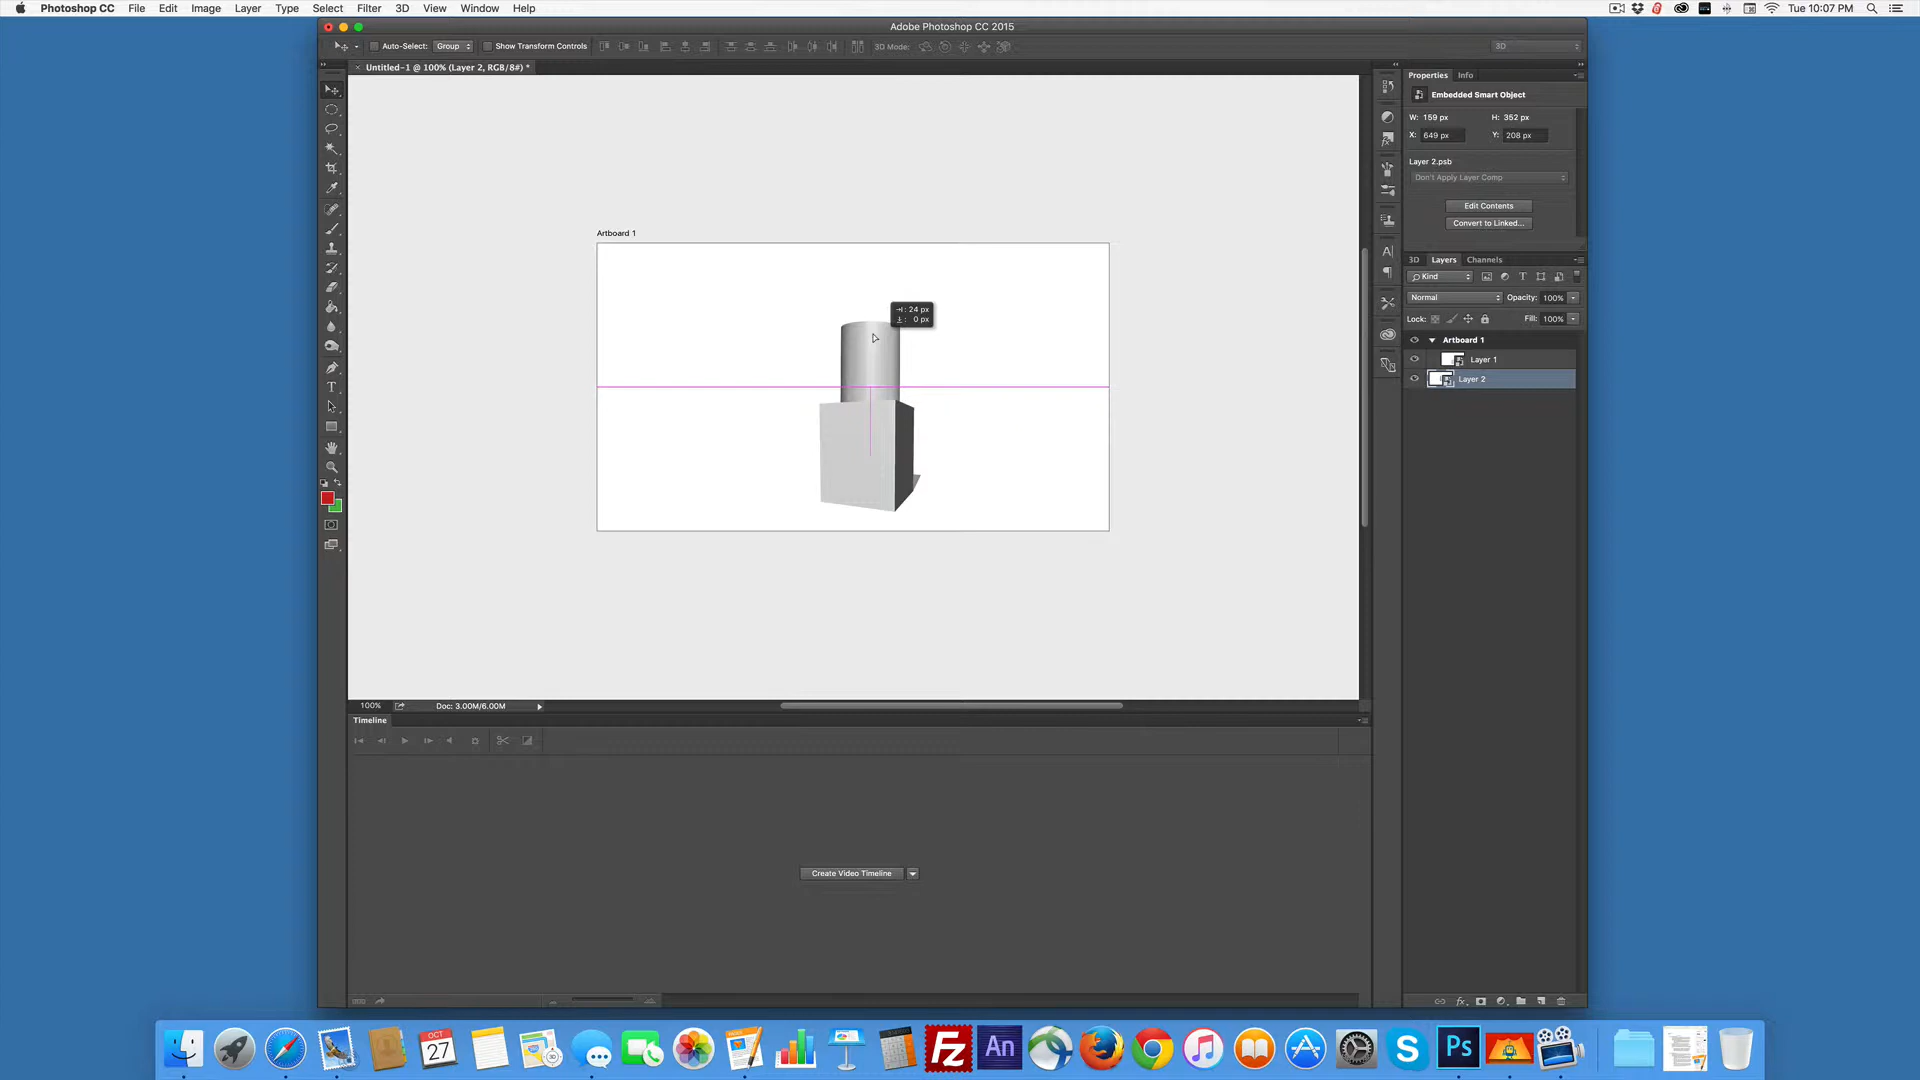 Photoshop CC File Edit Image Layer Type Select Filter 3D View Window Help Tue 10:07 PM
Adobe Photoshop CC 2015
Auto-Select: Group Show Transform Controls 3D Mode: 3D
Untitled-1 @ 100% (Layer 2, RGB/8#) *
Properties Info
Embedded Smart Object
W: 159 px H: 352 px
X: 649 px Y: 208 px
Layer 2.psb
Don't Apply Layer Comp
Edit Contents
Convert to Linked...
Artboard 1
: 24 px
: 0 px
3D Layers Channels
Kind
Normal Opacity: 100%
Lock: Fill: 100%
Artboard 1
Layer 1
Layer 2
100% Doc: 3.00M/6.00M
Timeline
Create Video Timeline
fx
OCT
27
Fz An Ps